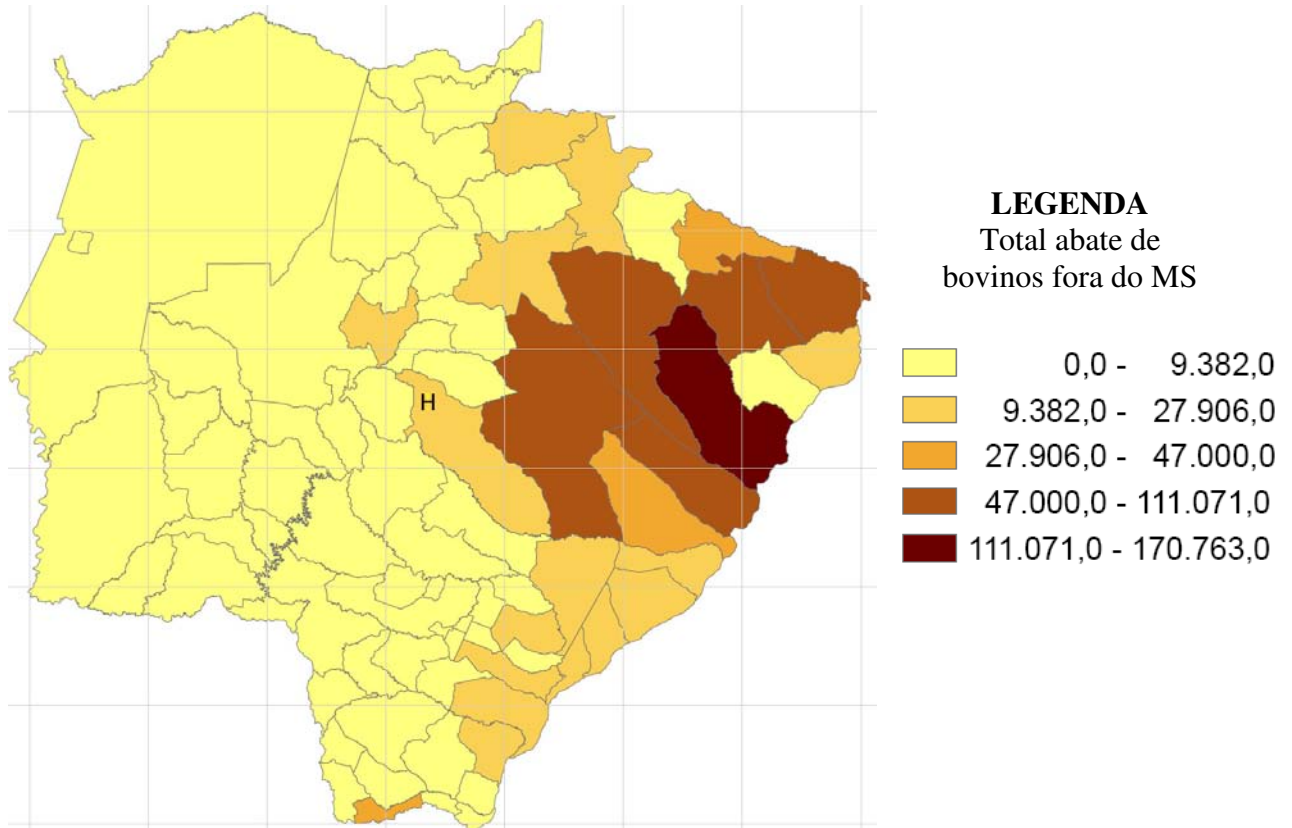 H
LEGENDA
Total abate de
bovinos fora do MS
0,0 - 9.382,0
9.382,0 - 27.906,0
27.906,0 - 47.000,0
47.000,0 - 111.071,0
111.071,0 - 170.763,0